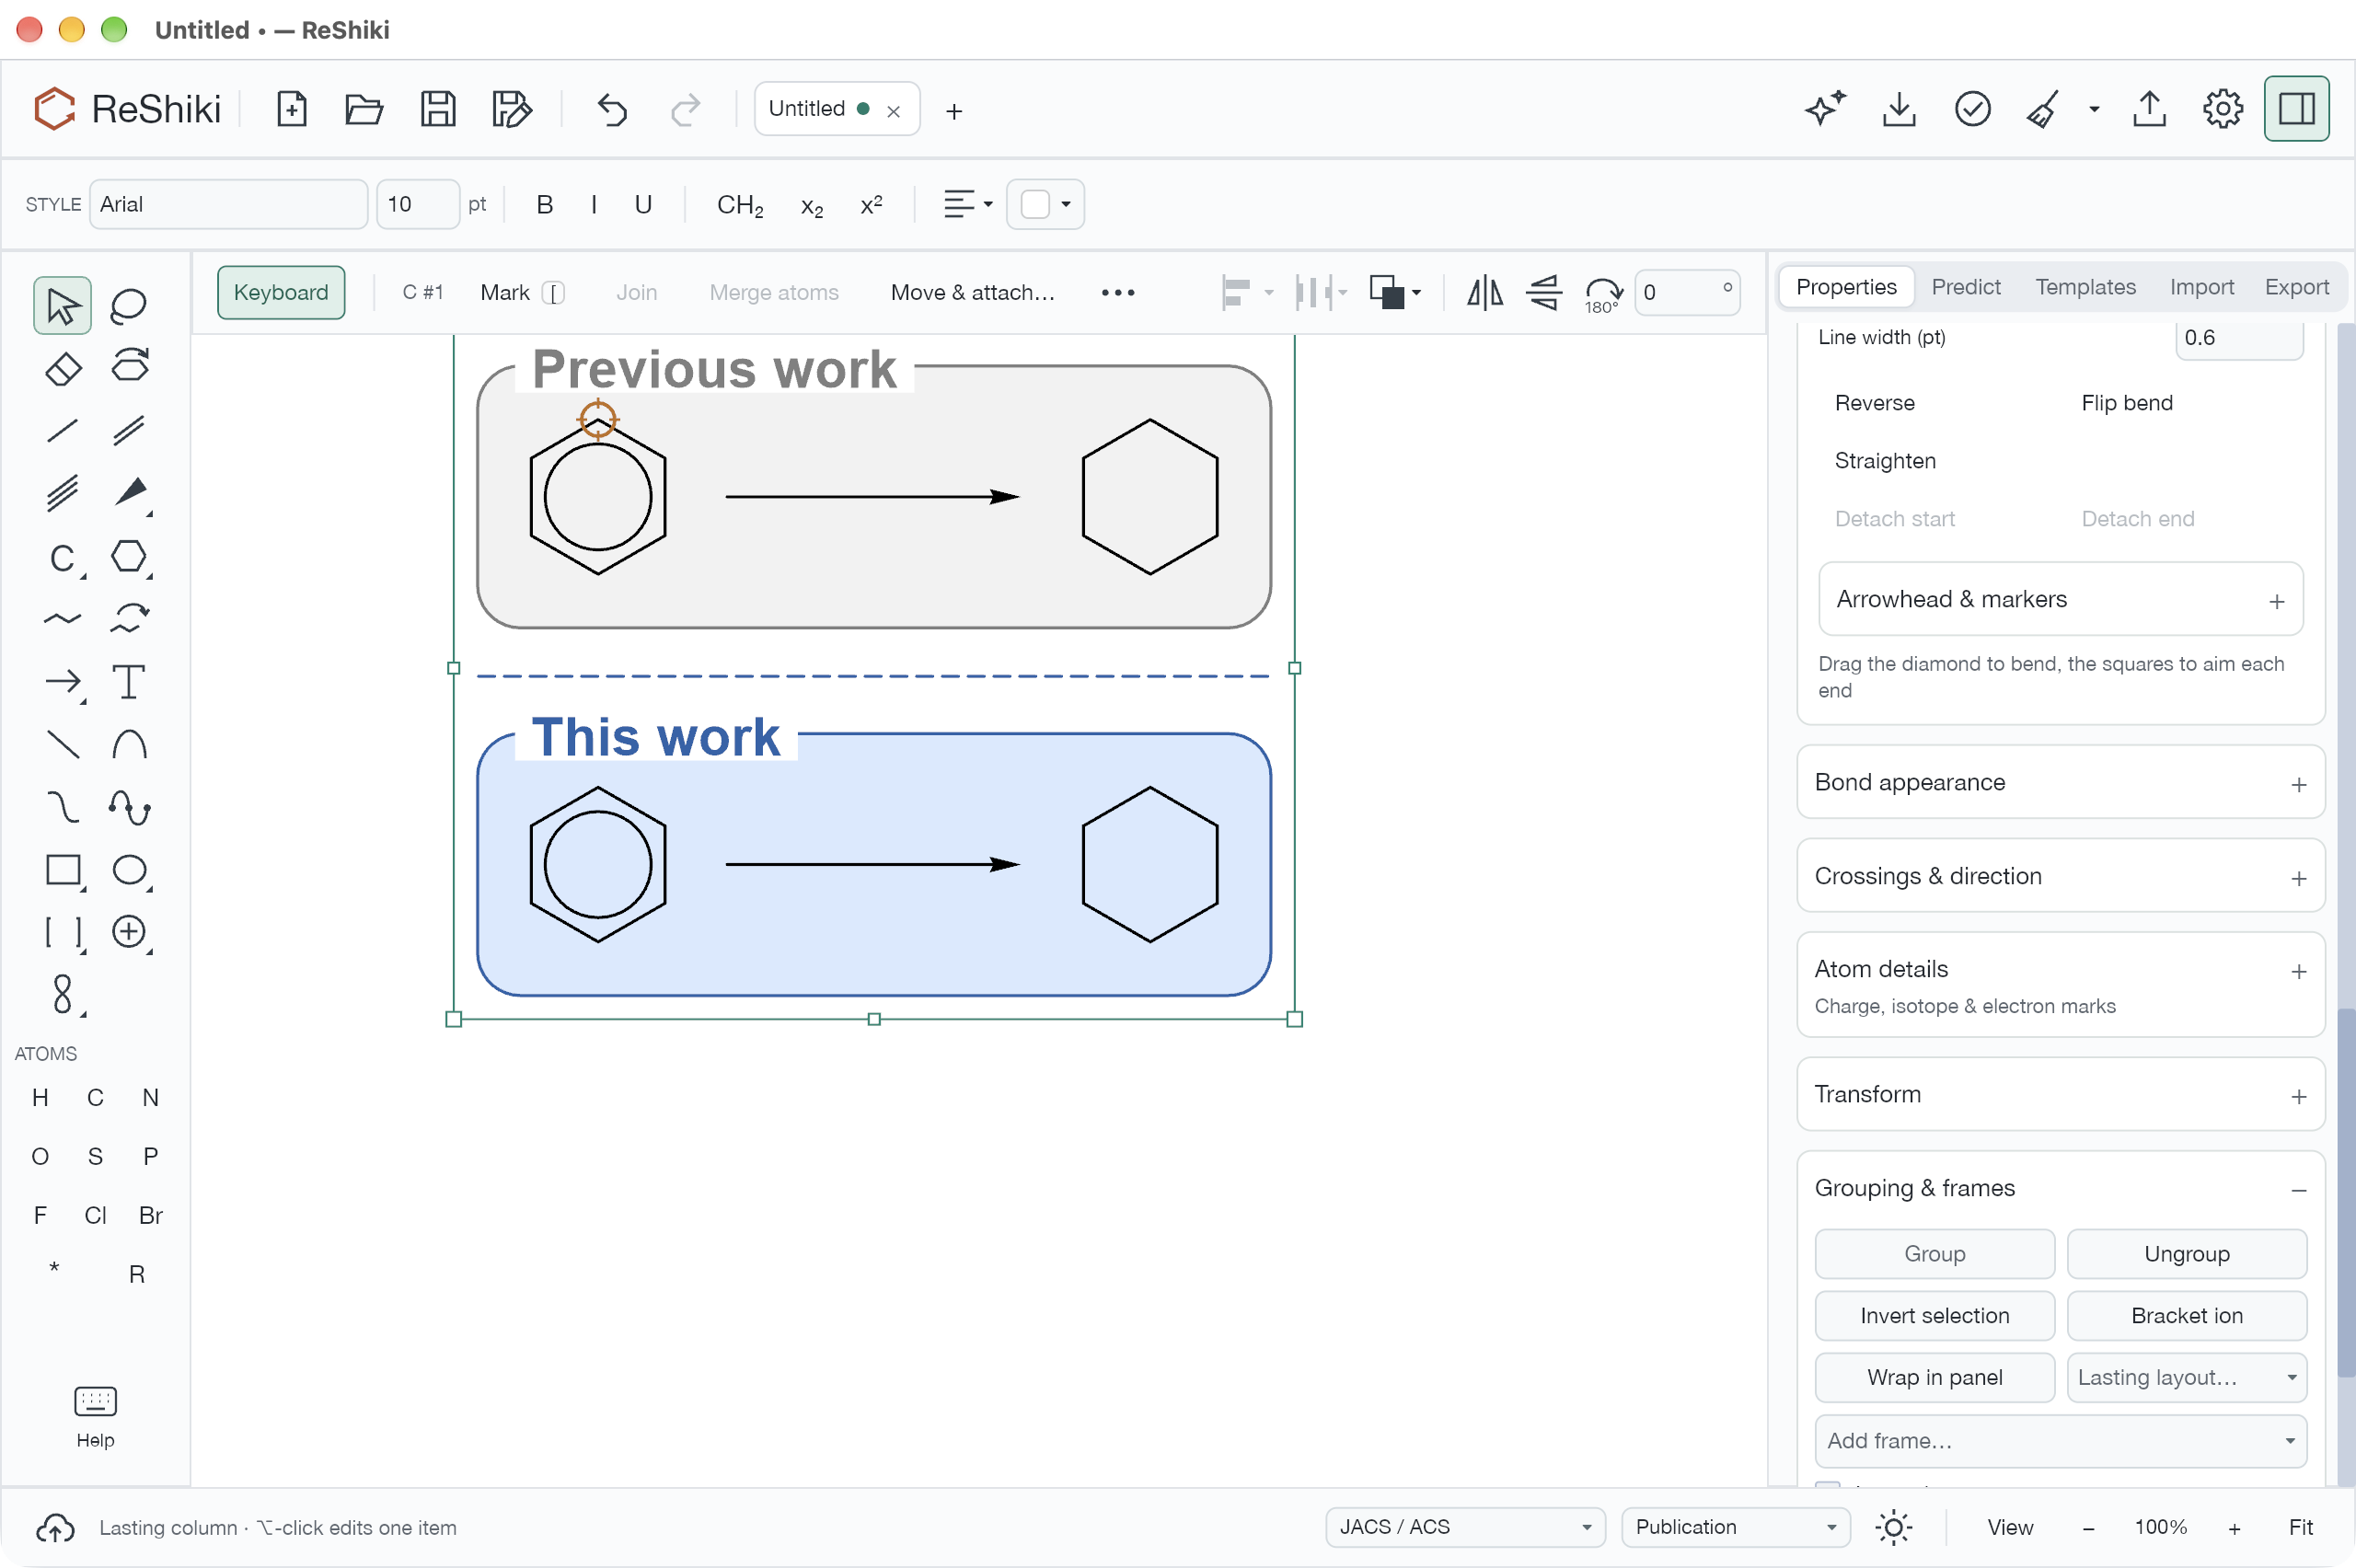 Untitled • — ReShiki
ReShiki
Untitled
STYLE Arial 10 pt B I U CH₂ x₂ x²
Keyboard C #1 Mark [ Join Merge atoms Move & attach... 180° 0 °
Properties Predict Templates Import Export
Line width (pt) 0.6
Reverse Flip bend
Straighten
Detach start Detach end
Arrowhead & markers +
Drag the diamond to bend, the squares to aim each
end
Bond appearance +
Crossings & direction +
Atom details +
Charge, isotope & electron marks
Transform +
Grouping & frames –
Group Ungroup
Invert selection Bracket ion
Wrap in panel Lasting layout...
Add frame...
Previous work
This work
C
T
[ ]
ATOMS
H C N
O S P
F Cl Br
* R
Help
Lasting column · ⌥-click edits one item
JACS / ACS Publication View – 100% + Fit